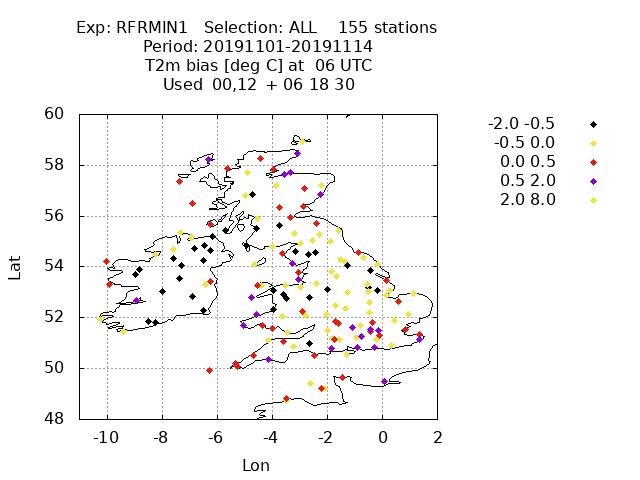 Exp: RFRMIN1 Selection: ALL 155 stations
Period: 20191101-20191114
T2m bias [deg C] at 06 UTC
Used 00,12 + 06 18 30
-2.0 -0.5
-0.5 0.0
0.0 0.5
0.5 2.0
2.0 8.0
60
58
56
54
52
50
48
Lat
-10 -8 -6 -4 -2 0 2
Lon